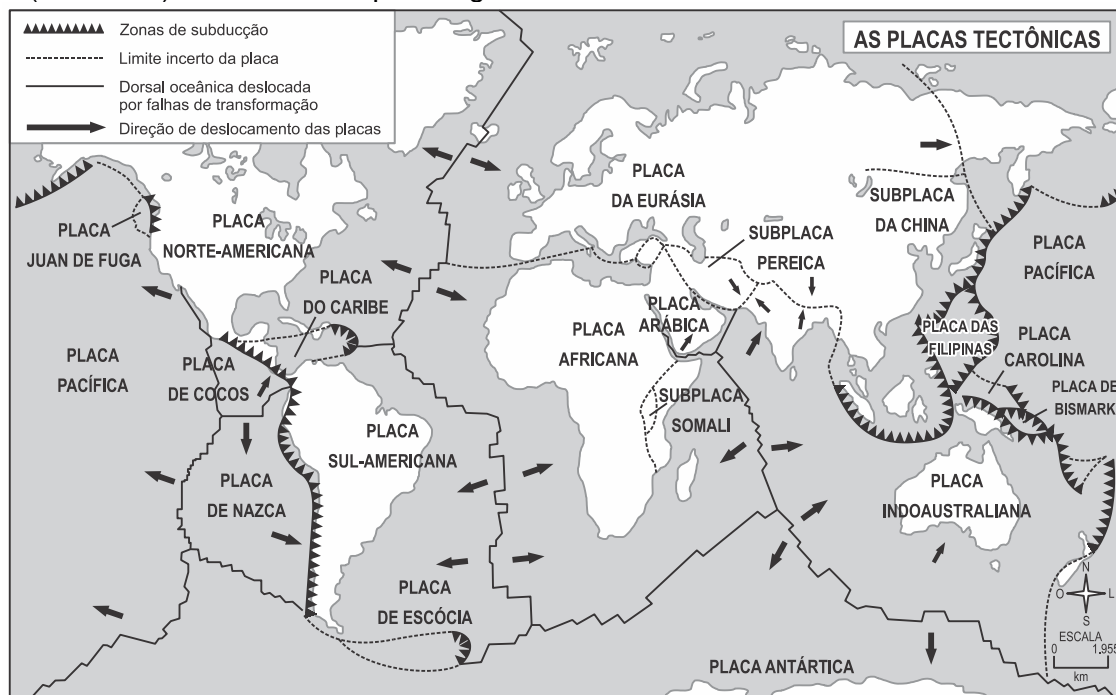 Zonas de subducção
Limite incerto da placa
Dorsal oceânica deslocada
por falhas de transformação
Direção de deslocamento das placas
AS PLACAS TECTÔNICAS
PLACA
JUAN DE FUGA
PLACA
NORTE-AMERICANA
PLACA
DO CARIBE
PLACA
PACÍFICA
PLACA
DE COCOS
PLACA
DE NAZCA
PLACA
SUL-AMERICANA
PLACA
DE ESCÓCIA
PLACA
DA EURÁSIA
SUBPLACA
DA CHINA
SUBPLACA
PEREICA
PLACA
ARÁBICA
PLACA
AFRICANA
SUBPLACA
SOMALI
PLACA
PACÍFICA
PLACA DAS
FILIPINAS
PLACA
CAROLINA
PLACA DE
BISMARK
PLACA
INDOAUSTRALIANA
PLACA ANTÁRTICA
N
O
L
S
ESCALA
0 1.955
km